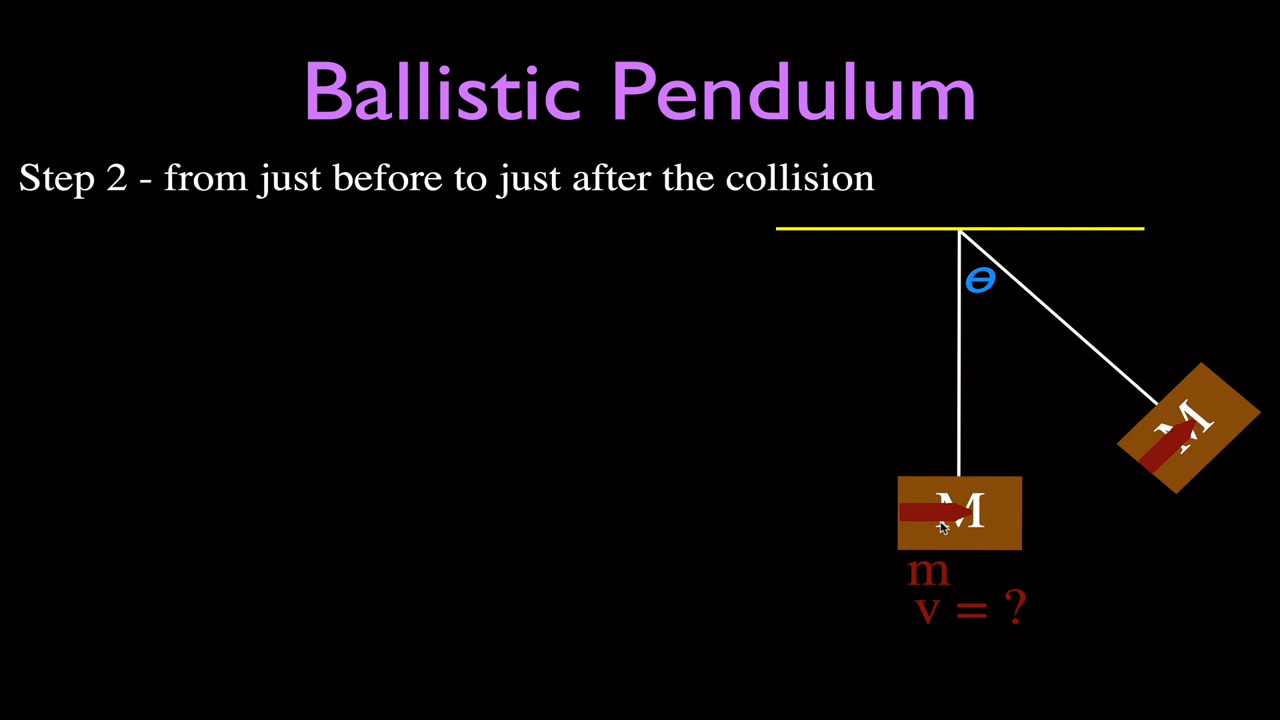 Ballistic Pendulum
Step 2 - from just before to just after the collision
Θ
M
M
m
v = ?